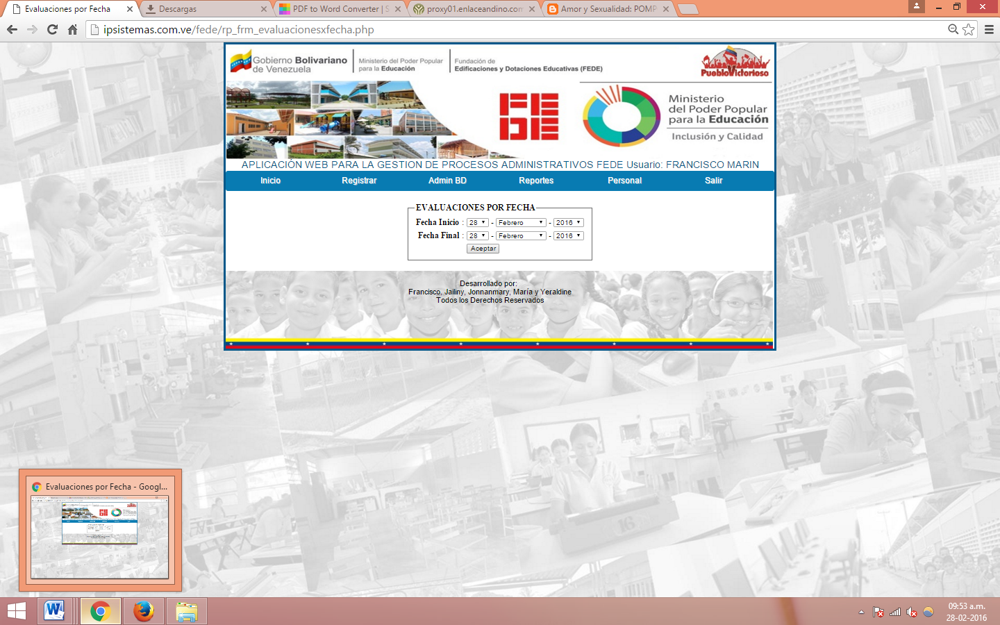 Evaluaciones por Fecha
Descargas
PDF to Word Converter | S
proxy01.enlaceandino.com
Amor y Sexualidad: POMP
ipsistemas.com.ve/fede/rp_frm_evaluacionesxfecha.php
Gobierno Bolivariano
de Venezuela
Ministerio del Poder Popular
para la Educación
Fundación de
Edificaciones y Dotaciones Educativas (FEDE)
PuebloVictorioso
FEDE
Ministerio
del Poder Popular
para la Educación
Inclusión y Calidad
APLICACIÓN WEB PARA LA GESTION DE PROCESOS ADMINISTRATIVOS FEDE Usuario: FRANCISCO MARIN
Inicio Registrar Admin BD Reportes Personal Salir
EVALUACIONES POR FECHA
Fecha Inicio : 28 - Febrero - 2016
Fecha Final : 28 - Febrero - 2016
Aceptar
Desarrollado por:
Francisco, Jailiny, Jonnanmary, María y Yeraldine
Todos los Derechos Reservados
Evaluaciones por Fecha - Googl...
09:53 a.m.
28-02-2016